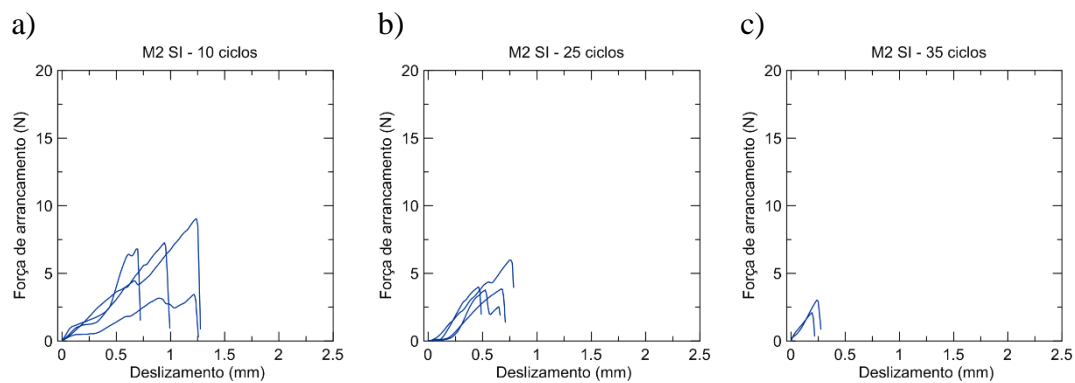 a)
M2 SI - 10 ciclos
20
15
10
5
0
Força de arrancamento (N)
0 0.5 1 1.5 2 2.5
Deslizamento (mm)
b)
M2 SI - 25 ciclos
20
15
10
5
0
Força de arrancamento (N)
0 0.5 1 1.5 2 2.5
Deslizamento (mm)
c)
M2 SI - 35 ciclos
20
15
10
5
0
Força de arrancamento (N)
0 0.5 1 1.5 2 2.5
Deslizamento (mm)